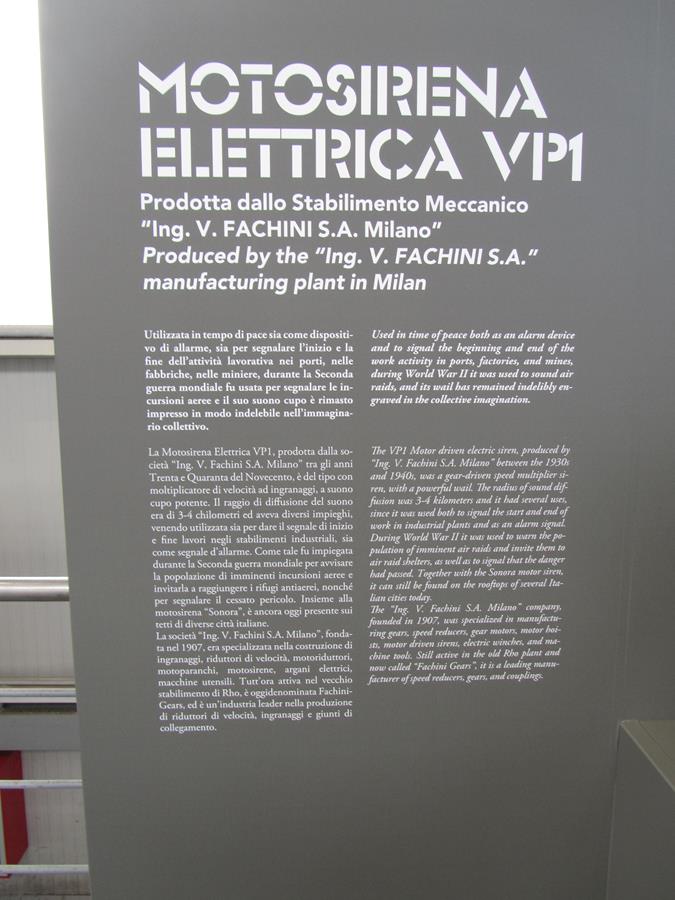 MOTOSIRENA
ELETTRICA VP1
Prodotta dallo Stabilimento Meccanico
“Ing. V. FACHINI S.A. Milano”
Produced by the “Ing. V. FACHINI S.A.”
manufacturing plant in Milan
Utilizzata in tempo di pace sia come dispositi-
vo di allarme, sia per segnalare l’inizio e la
fine dell’attività lavorativa nei porti, nelle
fabbriche, nelle miniere, durante la Seconda
guerra mondiale fu usata per segnalare le in-
cursioni aeree e il suo suono cupo è rimasto
impresso in modo indelebile nell’immagina-
rio collettivo.
La Motosirena Elettrica VP1, prodotta dalla so-
cietà “Ing. V. Fachini S.A. Milano” tra gli anni
Trenta e Quaranta del Novecento, è del tipo con
moltiplicatore di velocità ad ingranaggi, a suono
cupo potente. Il raggio di diffusione del suono
era di 3-4 chilometri ed aveva diversi impieghi,
venendo utilizzata sia per dare il segnale di inizio
e fine lavori negli stabilimenti industriali, sia
come segnale d’allarme. Come tale fu impiegata
durante la Seconda guerra mondiale per avvisare
la popolazione di imminenti incursioni aeree e
invitarla a raggiungere i rifugi antiaerei, nonché
per segnalare il cessato pericolo. Insieme alla
motosirena “Sonora”, è ancora oggi presente sui
tetti di diverse città italiane.
La società “Ing. V. Fachini S.A. Milano”, fonda-
ta nel 1907, era specializzata nella costruzione di
ingranaggi, riduttori di velocità, motoriduttori,
motoparanchi, motosirene, argani elettrici,
macchine utensili. Tutt’ora attiva nel vecchio
stabilimento di Rho, è oggidenominata Fachini-
Gears, ed è un’industria leader nella produzione
di riduttori di velocità, ingranaggi e giunti di
collegamento.
Used in time of peace both as an alarm device
and to signal the beginning and end of the
work activity in ports, factories, and mines,
during World War II it was used to sound air
raids, and its wail has remained indelibly en-
graved in the collective imagination.
The VP1 Motor driven electric siren, produced by
“Ing. V. Fachini S.A. Milano” between the 1930s
and 1940s, was a gear-driven speed multiplier si-
ren, with a powerful wail. The radius of sound dif-
fusion was 3-4 kilometers and it had several uses,
since it was used both to signal the start and end of
work in industrial plants and as an alarm signal.
During World War II it was used to warn the po-
pulation of imminent air raids and invite them to
air raid shelters, as well as to signal that the danger
had passed. Together with the Sonora motor siren,
it can still be found on the rooftops of several Ita-
lian cities today.
The “Ing. V. Fachini S.A. Milano” company,
founded in 1907, was specialized in manufactu-
ring gears, speed reducers, gear motors, motor hoi-
sts, motor driven sirens, electric winches, and ma-
chine tools. Still active in the old Rho plant and
now called “Fachini Gears”, it is a leading manu-
facturer of speed reducers, gears, and couplings.